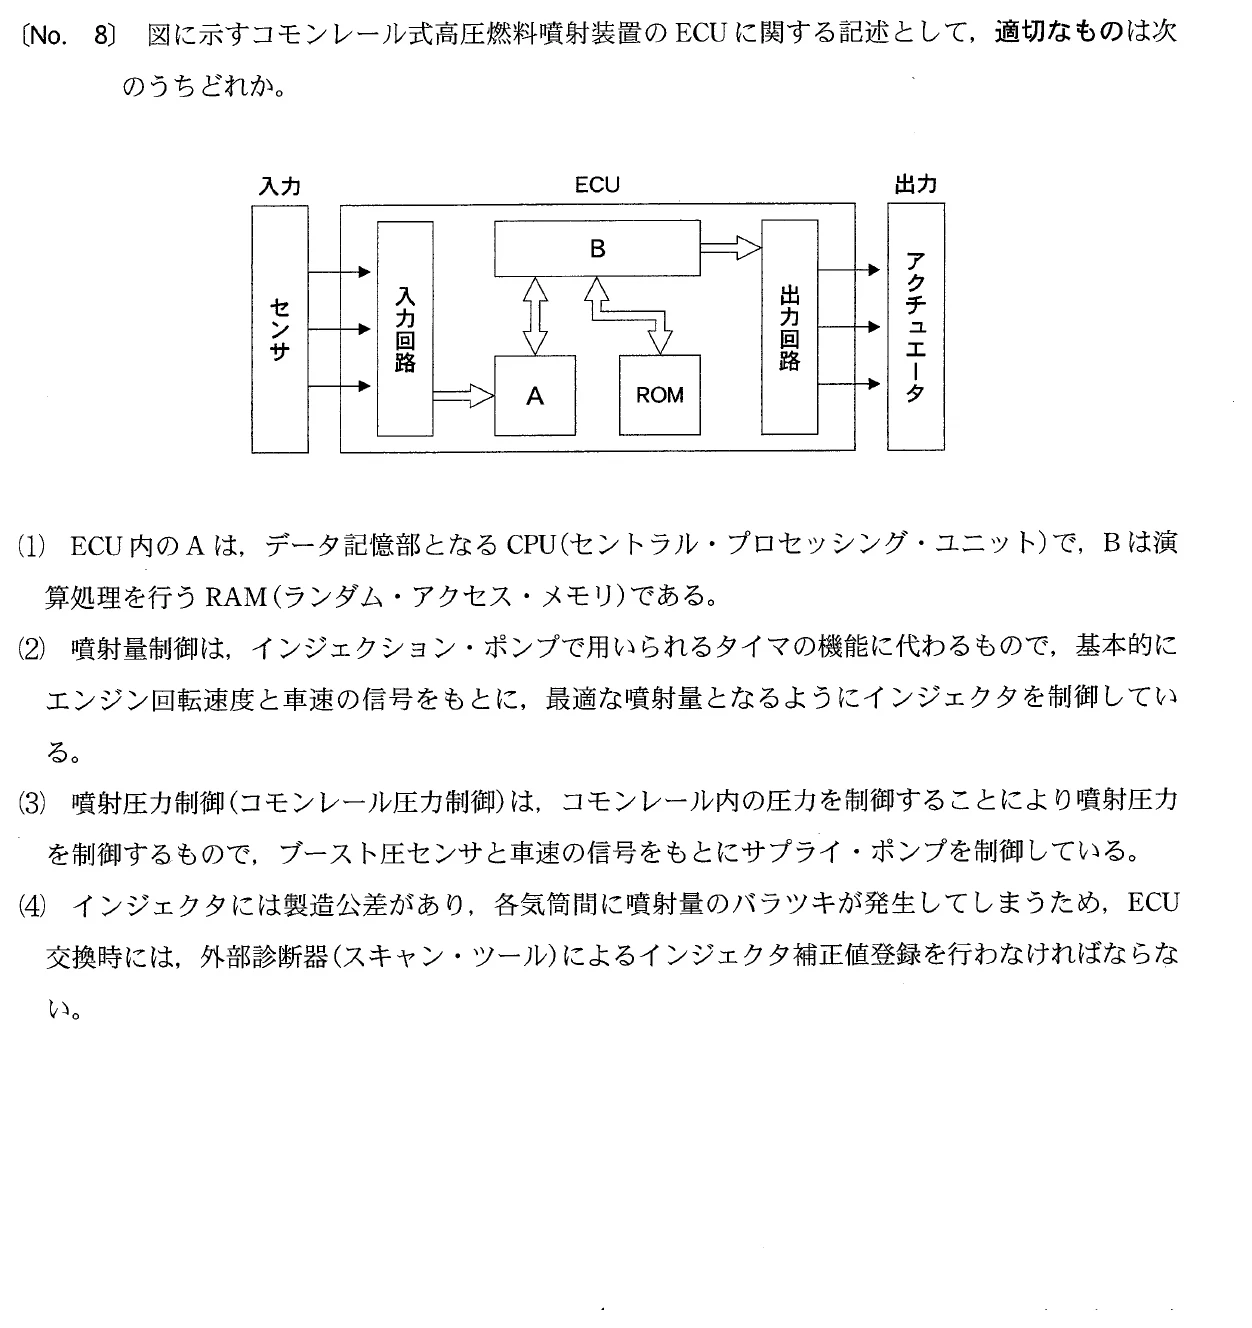 〔No. 8〕 図に示すコモンレール式高圧燃料噴射装置の ECU に関する記述として，適切なものは次
のうちどれか。
入力
ECU
出力
センサ
入力回路
B
A
ROM
出力回路
アクチュエータ
⑴ ECU 内の A は，データ記憶部となる CPU(セントラル・プロセッシング・ユニット)で，B は演
算処理を行う RAM(ランダム・アクセス・メモリ)である。
⑵ 噴射量制御は，インジェクション・ポンプで用いられるタイマの機能に代わるもので，基本的に
エンジン回転速度と車速の信号をもとに，最適な噴射量となるようにインジェクタを制御してい
る。
⑶ 噴射圧力制御(コモンレール圧力制御)は，コモンレール内の圧力を制御することにより噴射圧力
を制御するもので，ブースト圧センサと車速の信号をもとにサプライ・ポンプを制御している。
⑷ インジェクタには製造公差があり，各気筒間に噴射量のバラツキが発生してしまうため，ECU
交換時には，外部診断器(スキャン・ツール)によるインジェクタ補正値登録を行わなければならな
い。